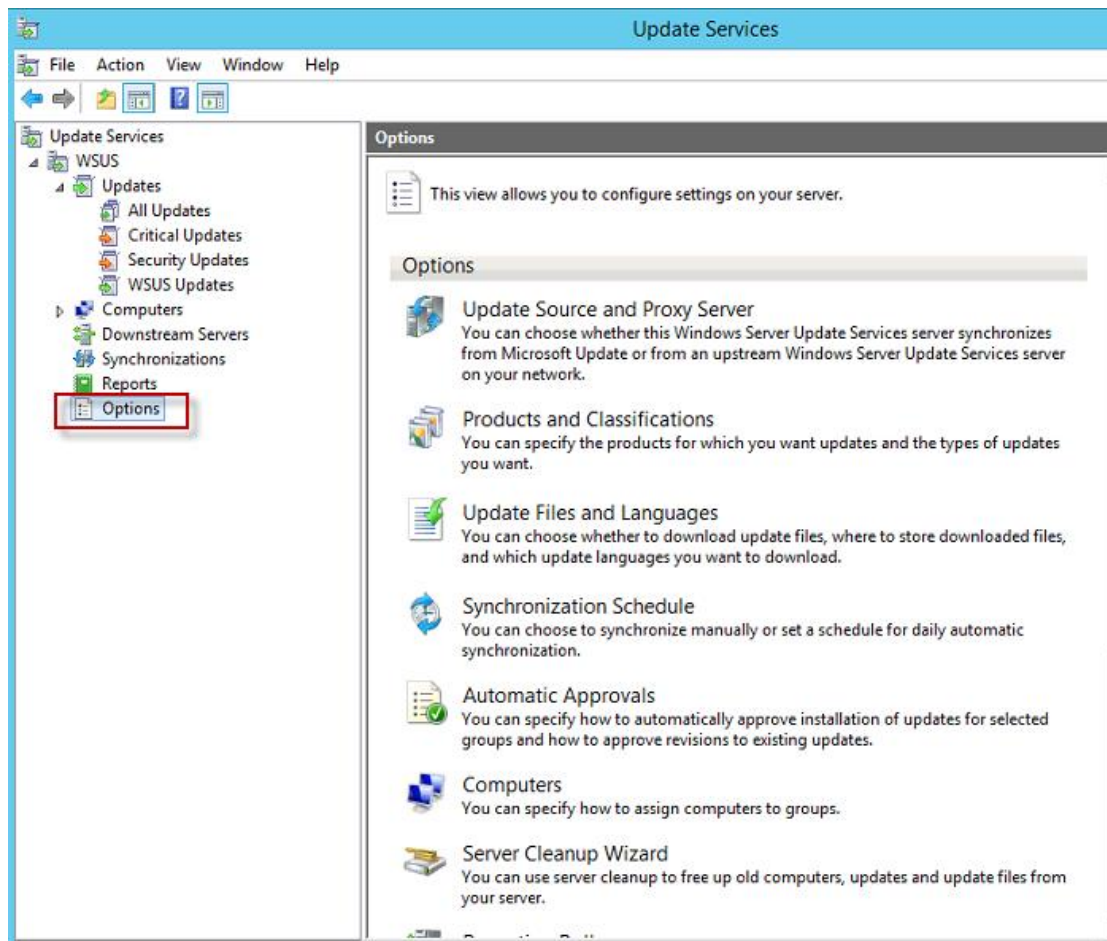 Update Services
File Action View Window Help
Update Services
WSUS
Updates
All Updates
Critical Updates
Security Updates
WSUS Updates
Computers
Downstream Servers
Synchronizations
Reports
Options
Options
This view allows you to configure settings on your server.
Options
Update Source and Proxy Server
You can choose whether this Windows Server Update Services server synchronizes
from Microsoft Update or from an upstream Windows Server Update Services server
on your network.
Products and Classifications
You can specify the products for which you want updates and the types of updates
you want.
Update Files and Languages
You can choose whether to download update files, where to store downloaded files,
and which update languages you want to download.
Synchronization Schedule
You can choose to synchronize manually or set a schedule for daily automatic
synchronization.
Automatic Approvals
You can specify how to automatically approve installation of updates for selected
groups and how to approve revisions to existing updates.
Computers
You can specify how to assign computers to groups.
Server Cleanup Wizard
You can use server cleanup to free up old computers, updates and update files from
your server.